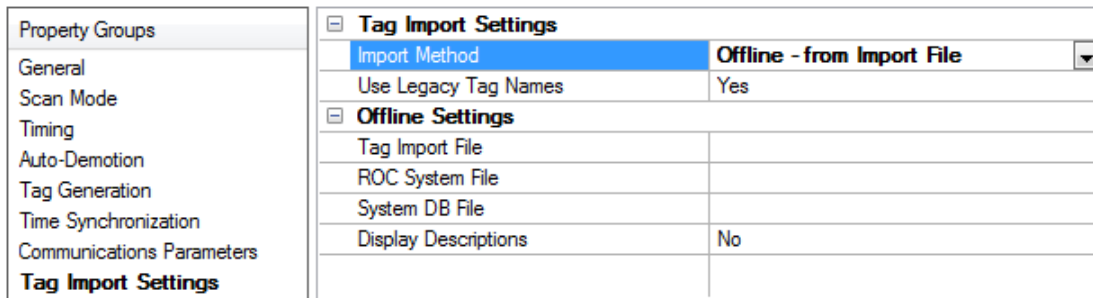 Property Groups
General
Scan Mode
Timing
Auto-Demotion
Tag Generation
Time Synchronization
Communications Parameters
Tag Import Settings
Tag Import Settings
Import Method Offline - from Import File
Use Legacy Tag Names Yes
Offline Settings
Tag Import File
ROC System File
System DB File
Display Descriptions No